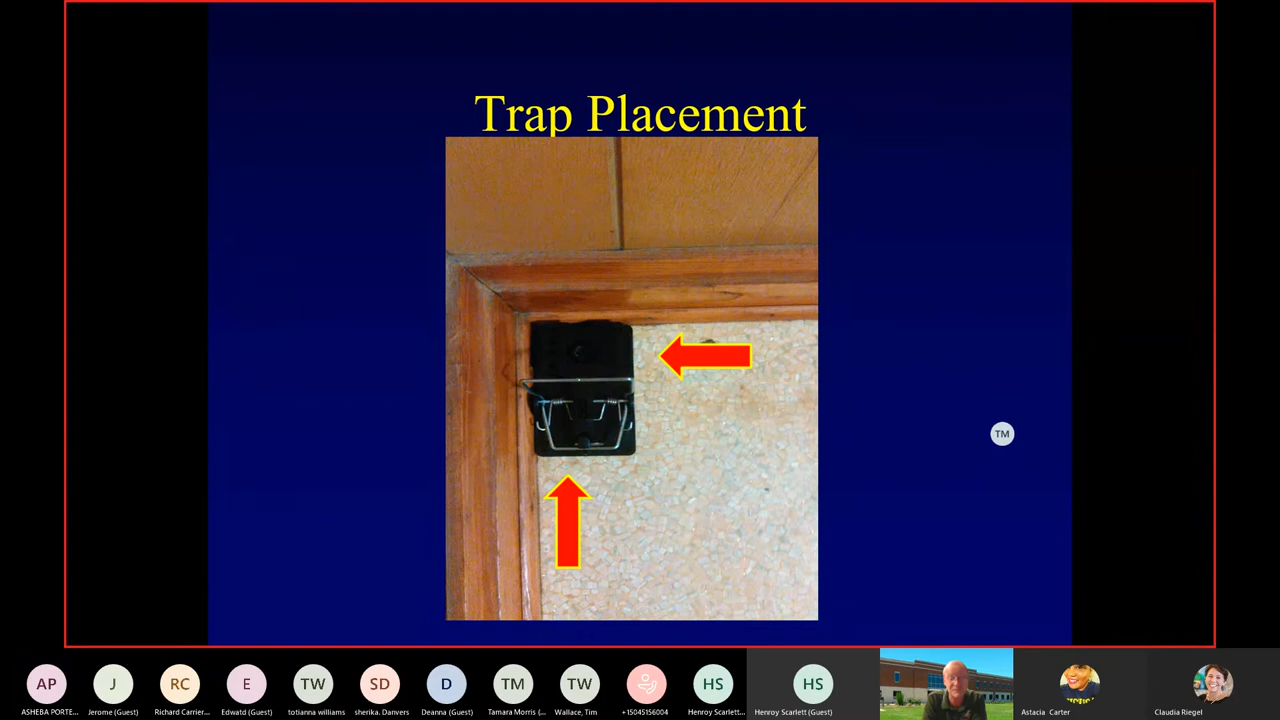 Trap Placement
TM
AP
J
RC
E
TW
SD
D
TM
TW
HS
HS
ASHEBA PORTE...
Jerome (Guest)
Richard Carrier...
Edwatd (Guest)
totianna williams
sherika. Danvers
Deanna (Guest)
Tamara Morris (...
Wallace, Tim
+15045156004
Henroy Scarlett...
Henroy Scarlett (Guest)
Astacia Carter
Claudia Riegel